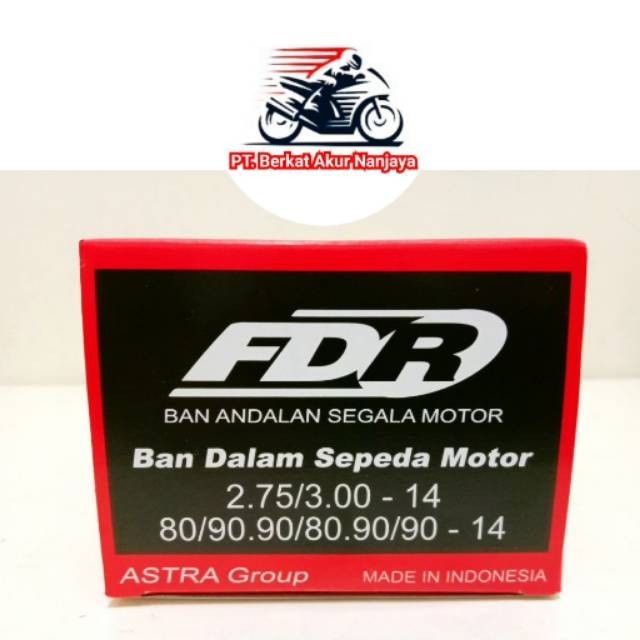 PT. Berkat Akur Nanjaya
FDR
BAN ANDALAN SEGALA MOTOR
Ban Dalam Sepeda Motor
2.75/3.00 - 14
80/90.90/80.90/90 - 14
ASTRA Group
MADE IN INDONESIA